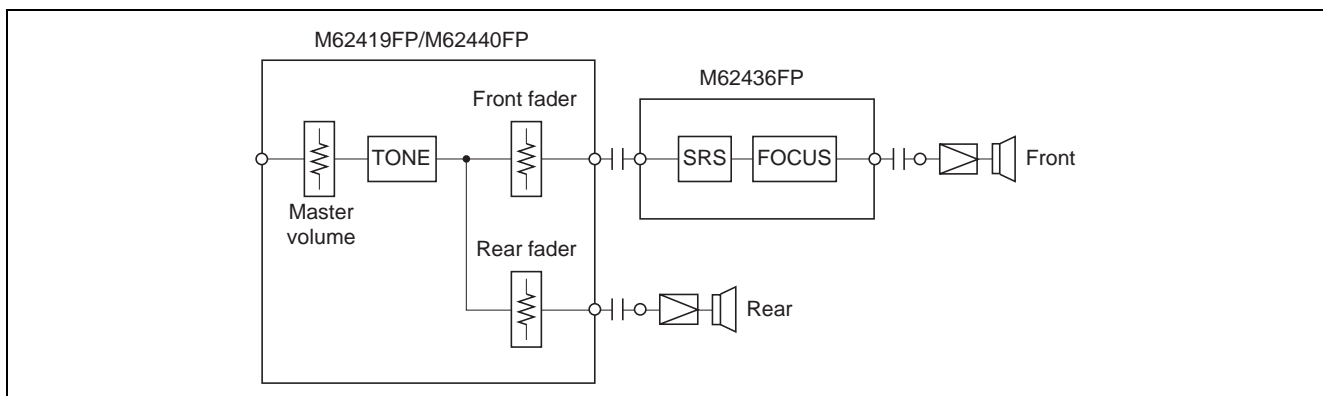 M62419FP/M62440FP
M62436FP
Front fader
TONE
SRS
FOCUS
Front
Master
volume
Rear fader
Rear